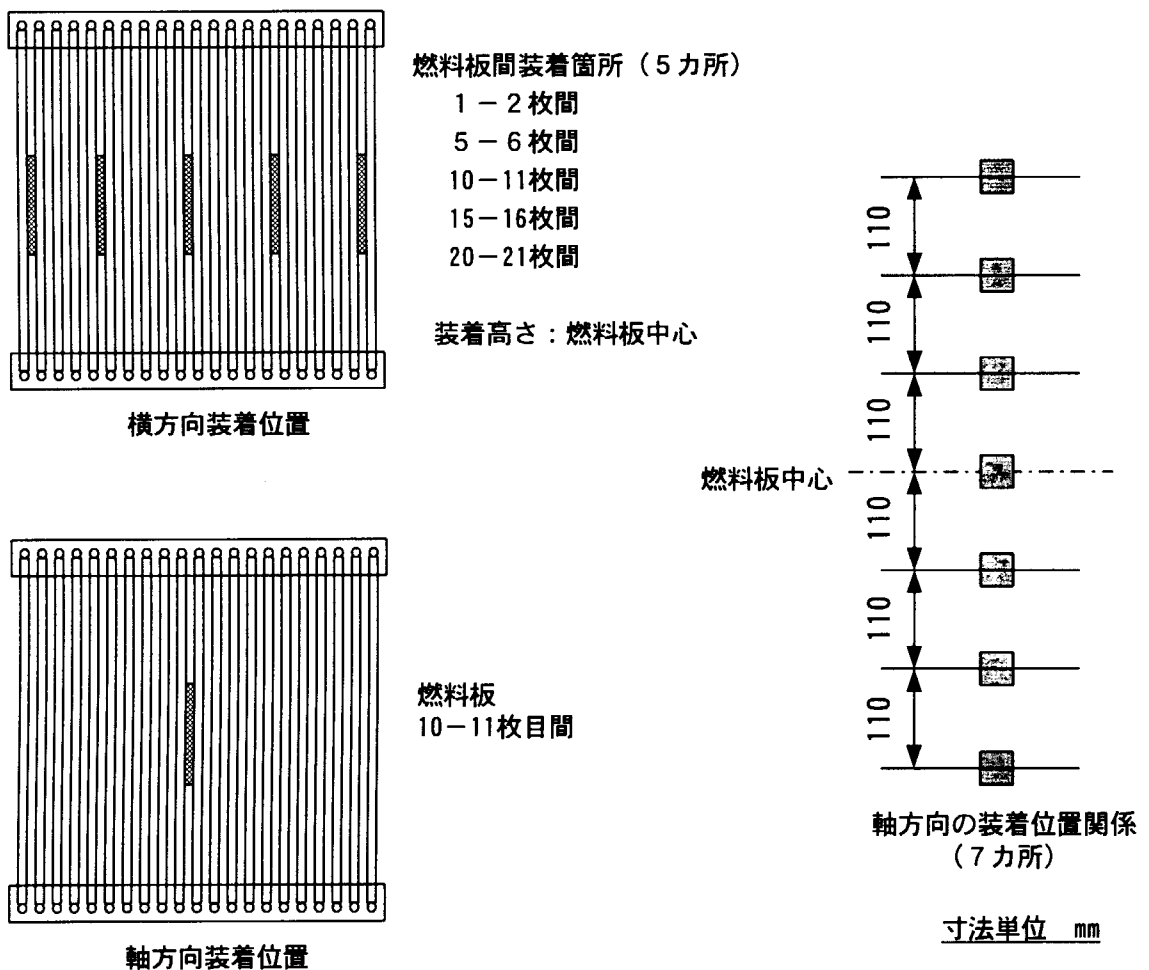 燃料板間装着箇所（５カ所）
１－２枚間
５－６枚間
10－11枚間
15－16枚間
20－21枚間
装着高さ：燃料板中心
横方向装着位置
燃料板
10－11枚目間
軸方向装着位置
110
110
110
燃料板中心
110
110
110
軸方向の装着位置関係
（７カ所）
寸法単位 mm